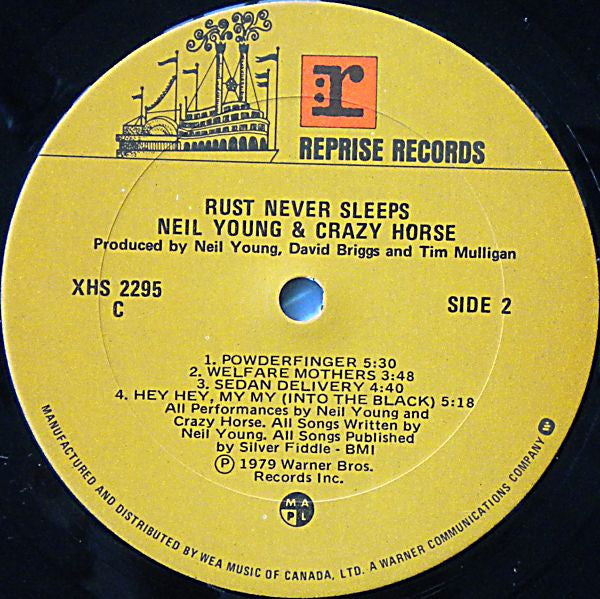 r
REPRISE RECORDS
RUST NEVER SLEEPS
NEIL YOUNG & CRAZY HORSE
Produced by Neil Young, David Briggs and Tim Mulligan
XHS 2295
C
SIDE 2
1. POWDERFINGER 5:30
2. WELFARE MOTHERS 3:48
3. SEDAN DELIVERY 4:40
4. HEY HEY, MY MY (INTO THE BLACK) 5:18
All Performances by Neil Young and
Crazy Horse. All Songs Written by
Neil Young. All Songs Published
by Silver Fiddle - BMI
Ⓟ 1979 Warner Bros.
Records Inc.
M A
P L
MANUFACTURED AND DISTRIBUTED BY WEA MUSIC OF CANADA, LTD. A WARNER COMMUNICATIONS COMPANY